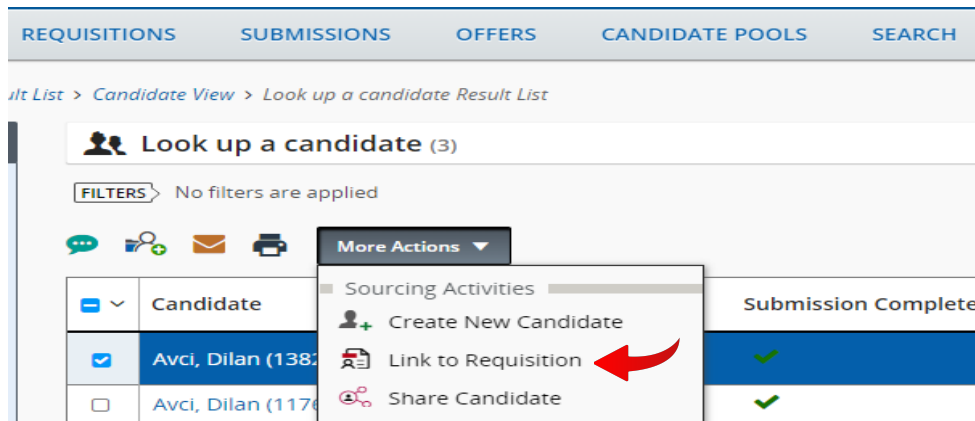 REQUISITIONS SUBMISSIONS OFFERS CANDIDATE POOLS SEARCH
List > Candidate View > Look up a candidate Result List
Look up a candidate (3)
FILTERS No filters are applied
More Actions
Sourcing Activities
Candidate Submission Complete
Create New Candidate
Avci, Dilan (1382
Link to Requisition
Avci, Dilan (1176
Share Candidate